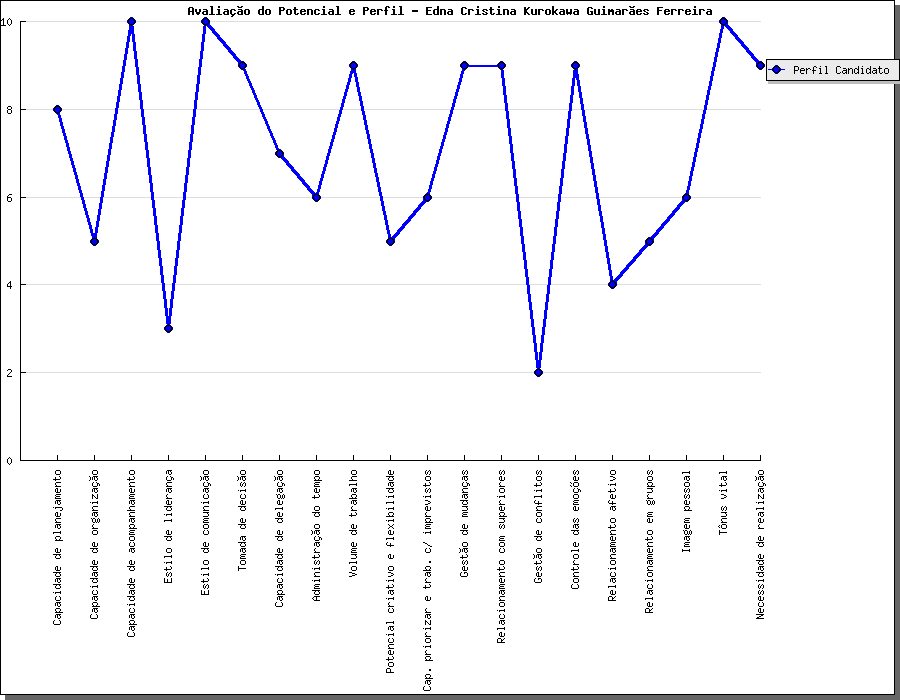 Avaliação do Potencial e Perfil - Edna Cristina Kurokawa Guimarães Ferreira
10
8
6
4
2
0
Perfil Candidato
Capacidade de planejamento
Capacidade de organização
Capacidade de acompanhamento
Estilo de liderança
Estilo de comunicação
Tomada de decisão
Capacidade de delegação
Administração do tempo
Volume de trabalho
Potencial criativo e flexibilidade
Cap. priorizar e trab. c/ imprevistos
Gestão de mudanças
Relacionamento com superiores
Gestão de conflitos
Controle das emoções
Relacionamento afetivo
Relacionamento em grupos
Imagem pessoal
Tônus vital
Necessidade de realização